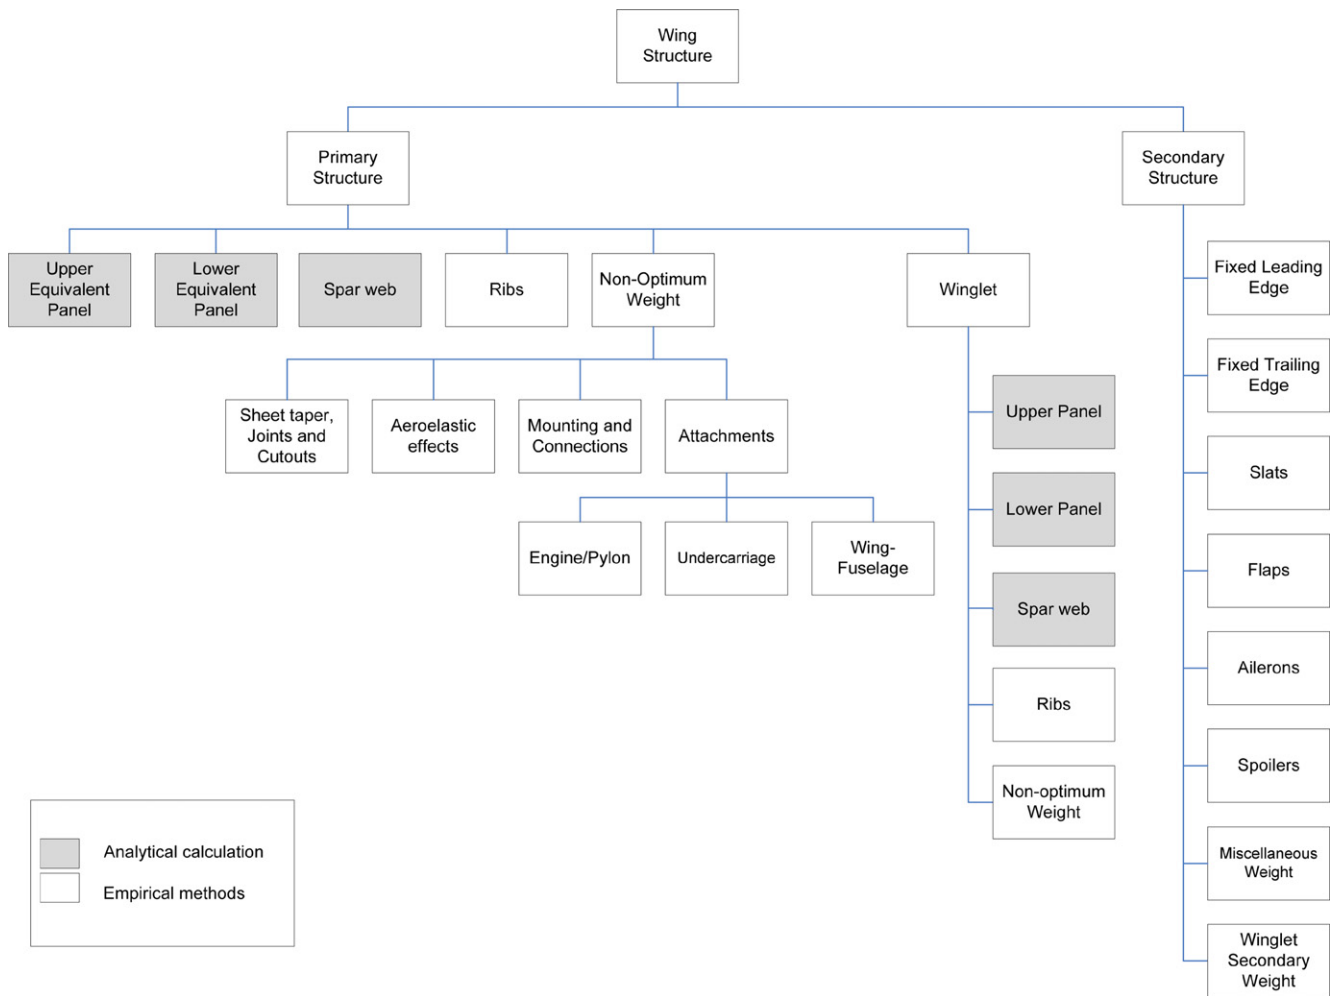 Wing
Structure
Primary
Structure
Secondary
Structure
Upper
Equivalent
Panel
Lower
Equivalent
Panel
Spar web
Ribs
Non-Optimum
Weight
Winglet
Sheet taper,
Joints and
Cutouts
Aeroelastic
effects
Mounting and
Connections
Attachments
Engine/Pylon
Undercarriage
Wing-
Fuselage
Upper Panel
Lower Panel
Spar web
Ribs
Non-optimum
Weight
Fixed Leading
Edge
Fixed Trailing
Edge
Slats
Flaps
Ailerons
Spoilers
Miscellaneous
Weight
Winglet
Secondary
Weight
Analytical calculation
Empirical methods